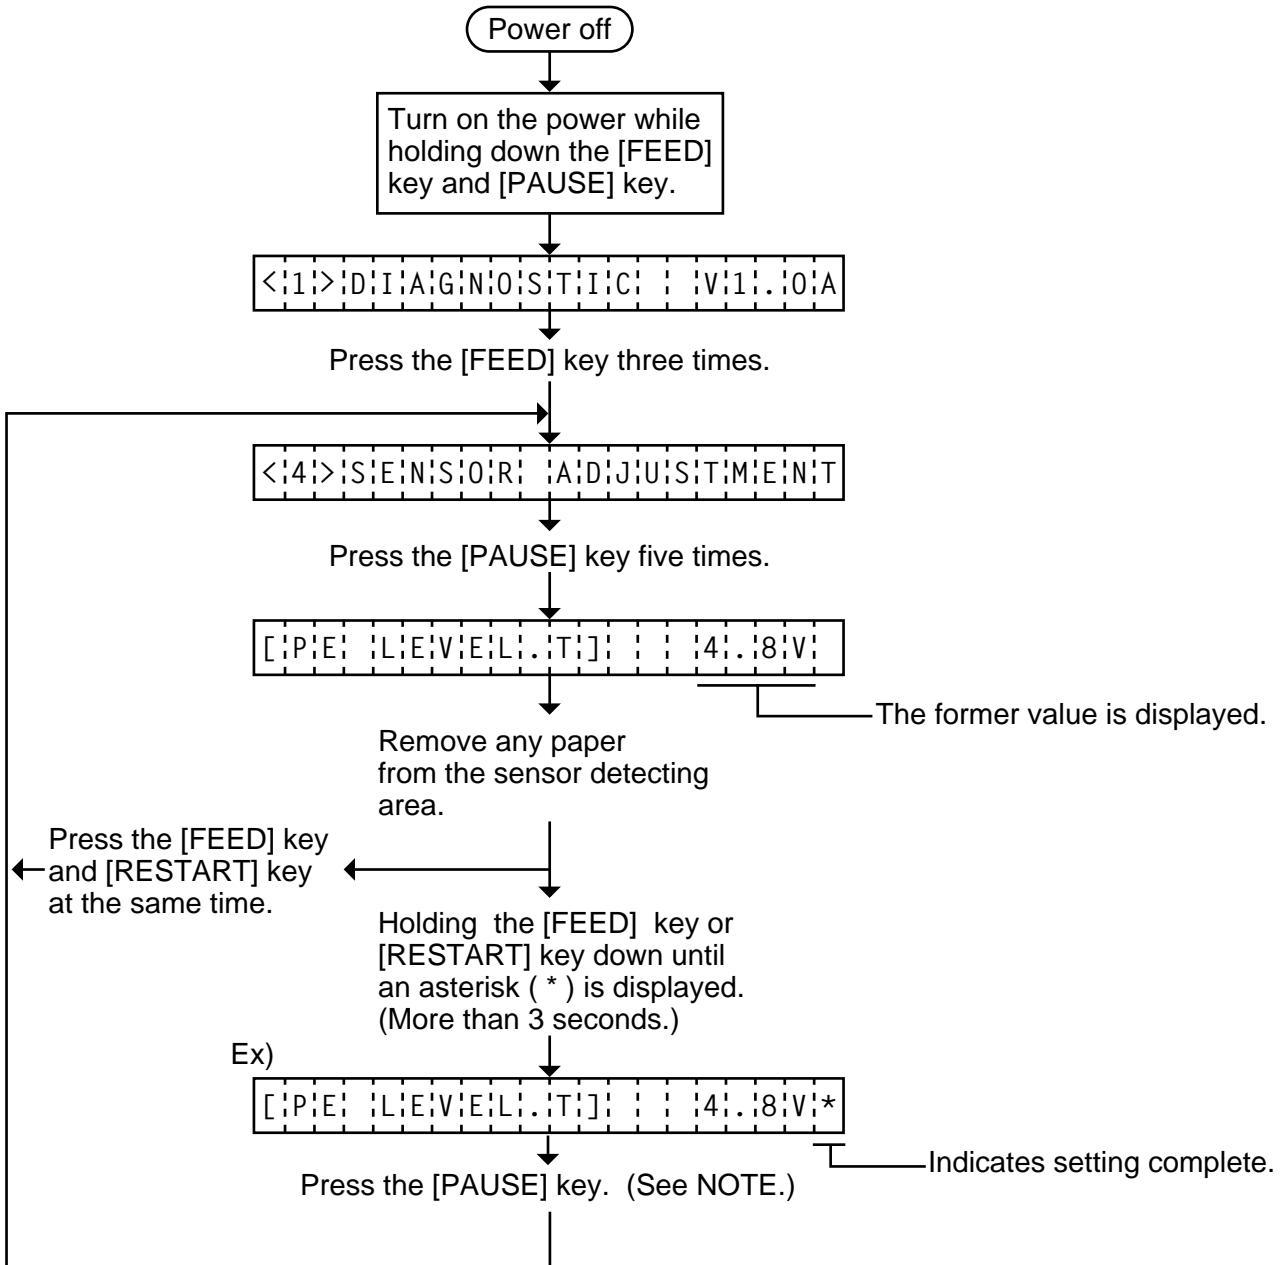 Power off
Turn on the power while
holding down the [FEED]
key and [PAUSE] key.
<1>DIAGNOSTIC  V1.0A
Press the [FEED] key three times.
<4>SENSOR ADJUSTMENT
Press the [PAUSE] key five times.
[PE LEVEL.T]   4.8V
The former value is displayed.
Remove any paper
from the sensor detecting
area.
Press the [FEED] key
and [RESTART] key
at the same time.
Holding  the [FEED]  key or
[RESTART] key down until
an asterisk ( * ) is displayed.
(More than 3 seconds.)
Ex)
[PE LEVEL.T]   4.8V*
Indicates setting complete.
Press the [PAUSE] key.  (See NOTE.)